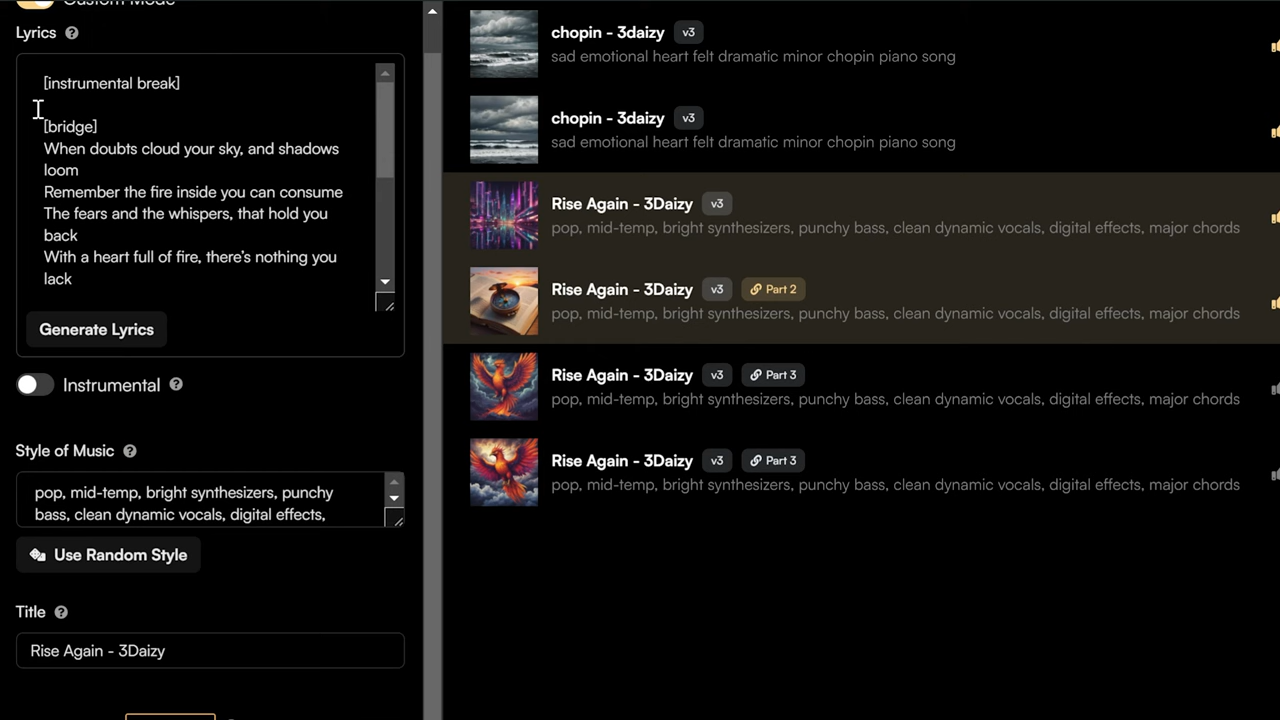 Custom Mode
Lyrics
[instrumental break]
[bridge]
When doubts cloud your sky, and shadows
loom
Remember the fire inside you can consume
The fears and the whispers, that hold you
back
With a heart full of fire, there's nothing you
lack
Generate Lyrics
Instrumental
Style of Music
pop, mid-temp, bright synthesizers, punchy
bass, clean dynamic vocals, digital effects,
Use Random Style
Title
Rise Again - 3Daizy
chopin - 3daizy v3
sad emotional heart felt dramatic minor chopin piano song
chopin - 3daizy v3
sad emotional heart felt dramatic minor chopin piano song
Rise Again - 3Daizy v3
pop, mid-temp, bright synthesizers, punchy bass, clean dynamic vocals, digital effects, major chords
Rise Again - 3Daizy v3 Part 2
pop, mid-temp, bright synthesizers, punchy bass, clean dynamic vocals, digital effects, major chords
Rise Again - 3Daizy v3 Part 3
pop, mid-temp, bright synthesizers, punchy bass, clean dynamic vocals, digital effects, major chords
Rise Again - 3Daizy v3 Part 3
pop, mid-temp, bright synthesizers, punchy bass, clean dynamic vocals, digital effects, major chords